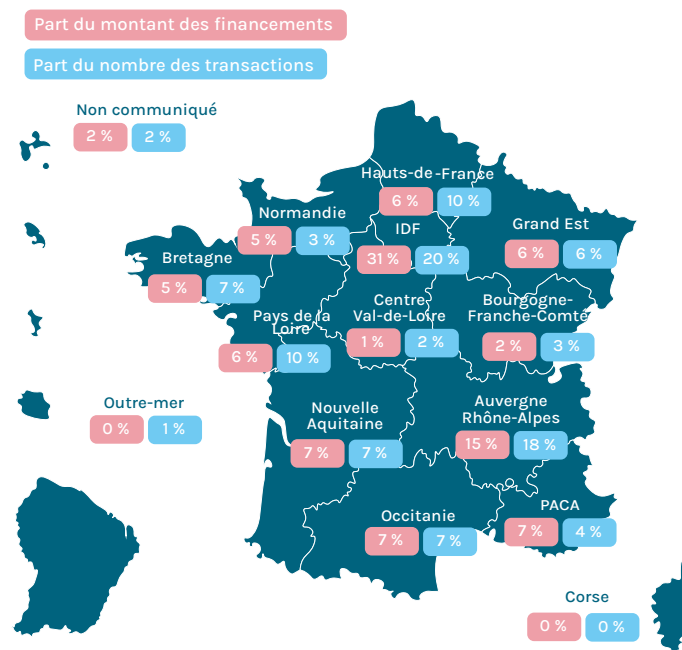 Part du montant des financements
Part du nombre des transactions
Non communiqué
2 % 2 %
Hauts-de-France
6 % 10 %
Normandie
5 % 3 %
IDF
31 % 20 %
Grand Est
6 % 6 %
Bretagne
5 % 7 %
Pays de la
Loire
6 % 10 %
Centre
Val-de-Loire
1 % 2 %
Bourgogne-
Franche-Comté
2 % 3 %
Outre-mer
0 % 1 %
Nouvelle
Aquitaine
7 % 7 %
Auvergne
Rhône-Alpes
15 % 18 %
Occitanie
7 % 7 %
PACA
7 % 4 %
Corse
0 % 0 %